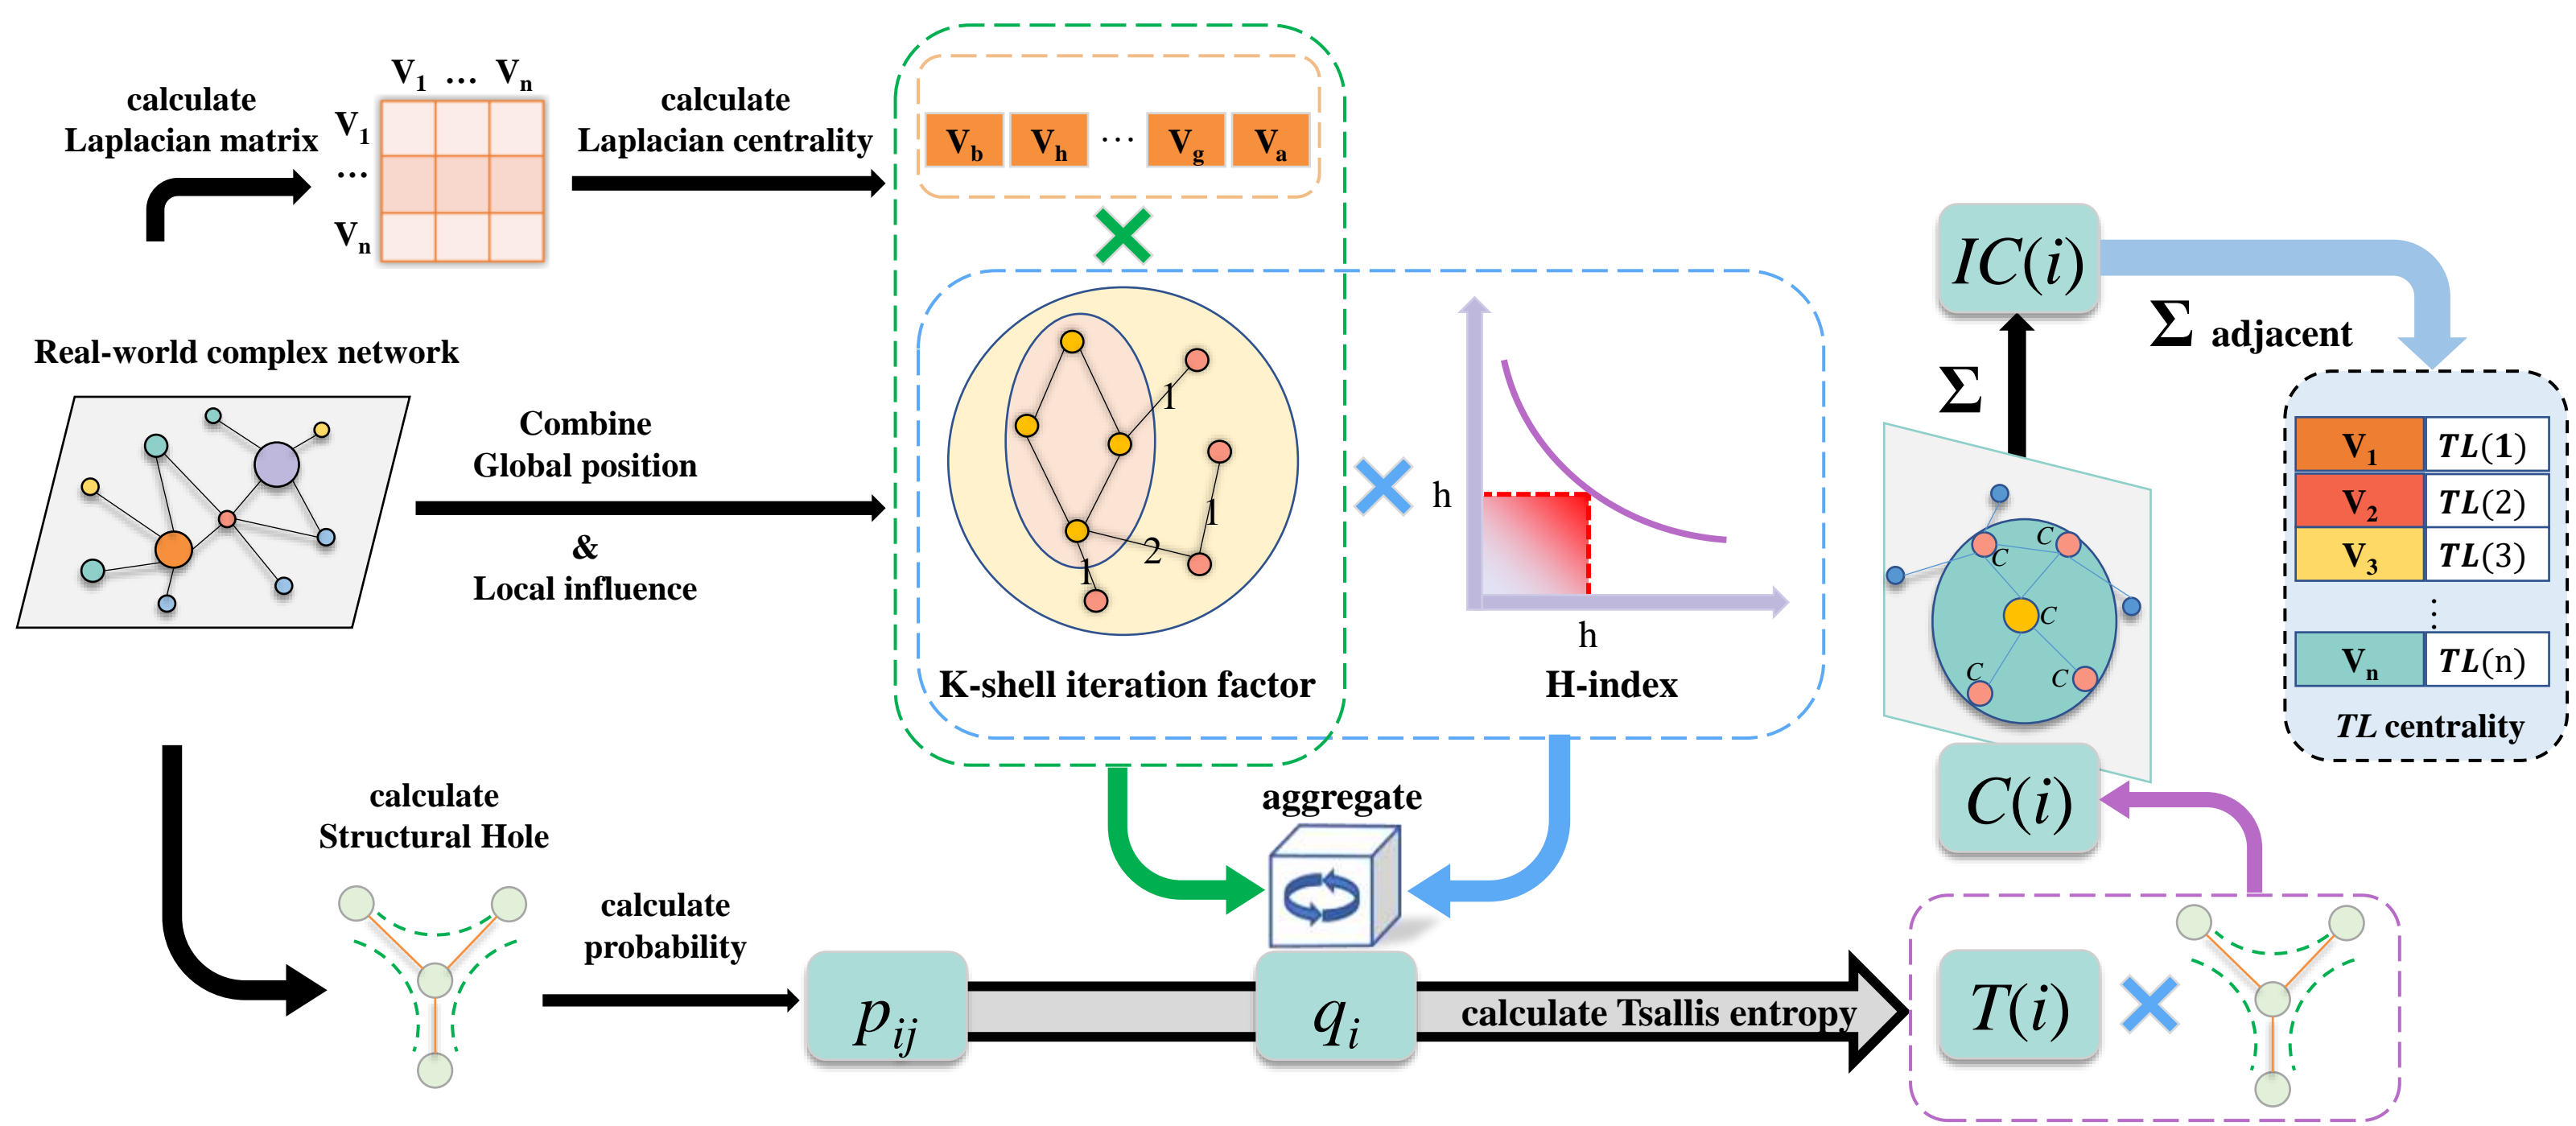 calculate
Laplacian matrix
V1 … Vn
V1
…
Vn
calculate
Laplacian centrality
Vb Vh … Vg Va
Real-world complex network
Combine
Global position
&
Local influence
1
1
2
1
K-shell iteration factor
h
h
H-index
calculate
Structural Hole
calculate
probability
pij
aggregate
qi
calculate Tsallis entropy
T(i)
C(i)
C
C
C
C
C
Σ
IC(i)
Σ adjacent
V1 TL(1)
V2 TL(2)
V3 TL(3)
⋮
Vn TL(n)
TL centrality